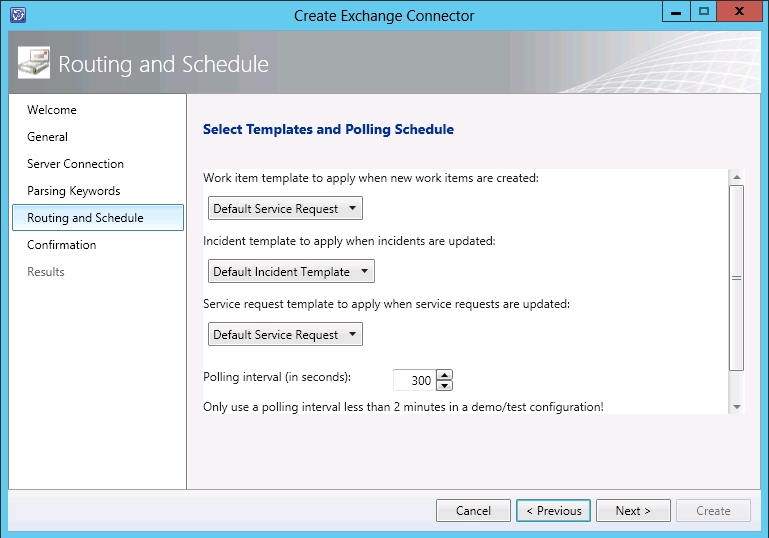 Create Exchange Connector
Routing and Schedule
Welcome
General
Server Connection
Parsing Keywords
Routing and Schedule
Confirmation
Results
Select Templates and Polling Schedule
Work item template to apply when new work items are created:
Default Service Request
Incident template to apply when incidents are updated:
Default Incident Template
Service request template to apply when service requests are updated:
Default Service Request
Polling interval (in seconds): 300
Only use a polling interval less than 2 minutes in a demo/test configuration!
Cancel < Previous Next > Create